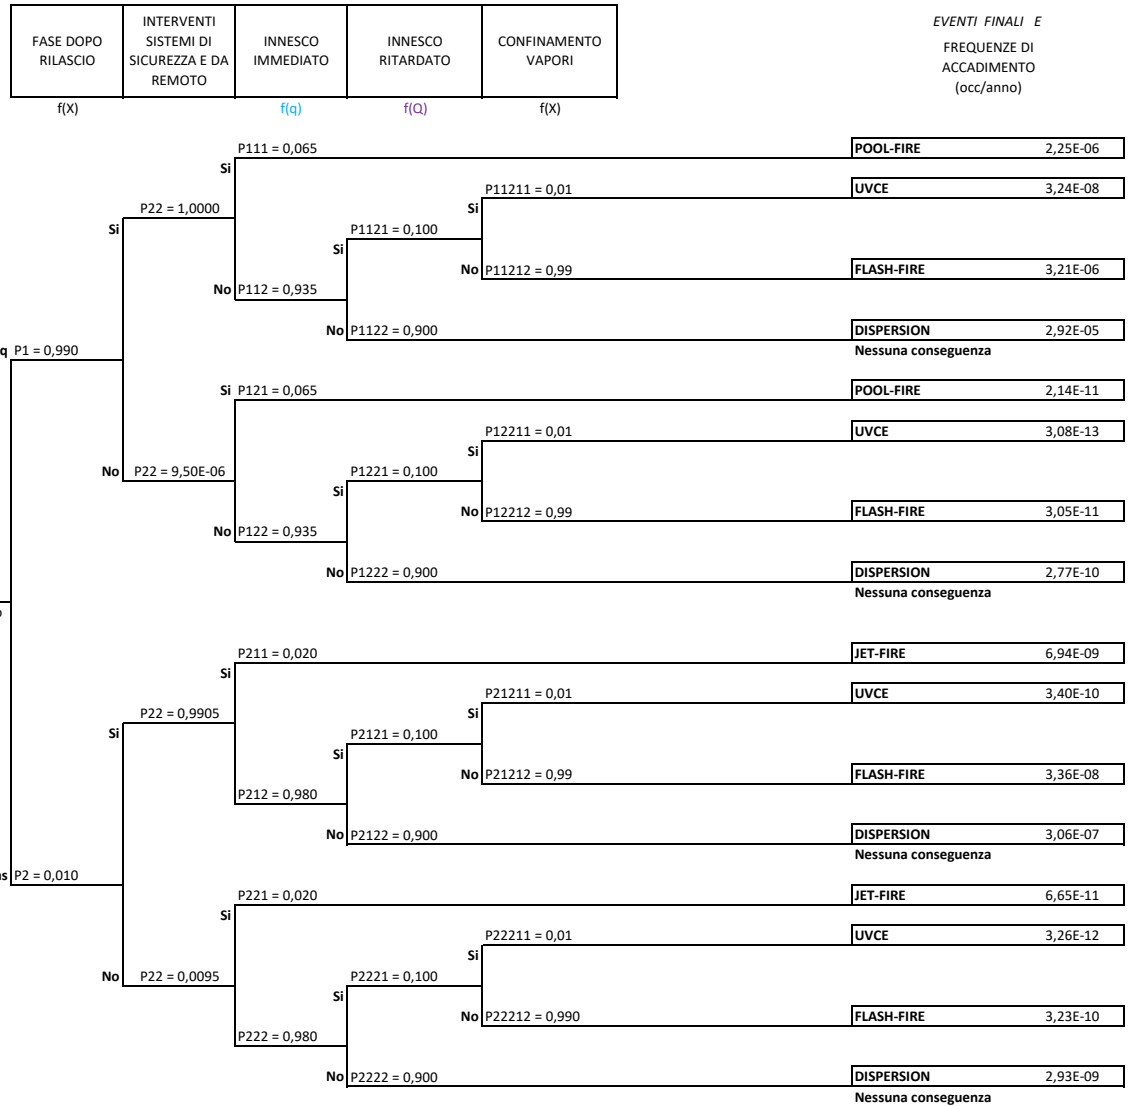 FASE DOPO
RILASCIO
INTERVENTI
SISTEMI DI
SICUREZZA E DA
REMOTO
INNESCO
IMMEDIATO
INNESCO
RITARDATO
CONFINAMENTO
VAPORI
EVENTI FINALI E
FREQUENZE DI
ACCADIMENTO
(occ/anno)
f(X)
f(q)
f(Q)
f(X)
P111 = 0,065
POOL-FIRE 2,25E-06
Si
P11211 = 0,01
UVCE 3,24E-08
P22 = 1,0000
Si
Si
P1121 = 0,100
Si
No P11212 = 0,99
FLASH-FIRE 3,21E-06
No P112 = 0,935
No P1122 = 0,900
DISPERSION 2,92E-05
q P1 = 0,990
Nessuna conseguenza
Si P121 = 0,065
POOL-FIRE 2,14E-11
P12211 = 0,01
UVCE 3,08E-13
Si
No P22 = 9,50E-06
P1221 = 0,100
Si
No P12212 = 0,99
FLASH-FIRE 3,05E-11
No P122 = 0,935
No P1222 = 0,900
DISPERSION 2,77E-10
Nessuna conseguenza
P211 = 0,020
JET-FIRE 6,94E-09
Si
P21211 = 0,01
UVCE 3,40E-10
P22 = 0,9905
Si
Si
P2121 = 0,100
Si
No P21212 = 0,99
FLASH-FIRE 3,36E-08
P212 = 0,980
No P2122 = 0,900
DISPERSION 3,06E-07
Nessuna conseguenza
s P2 = 0,010
P221 = 0,020
JET-FIRE 6,65E-11
Si
P22211 = 0,01
UVCE 3,26E-12
Si
No P22 = 0,0095
P2221 = 0,100
Si
No P22212 = 0,990
FLASH-FIRE 3,23E-10
P222 = 0,980
No P2222 = 0,900
DISPERSION 2,93E-09
Nessuna conseguenza